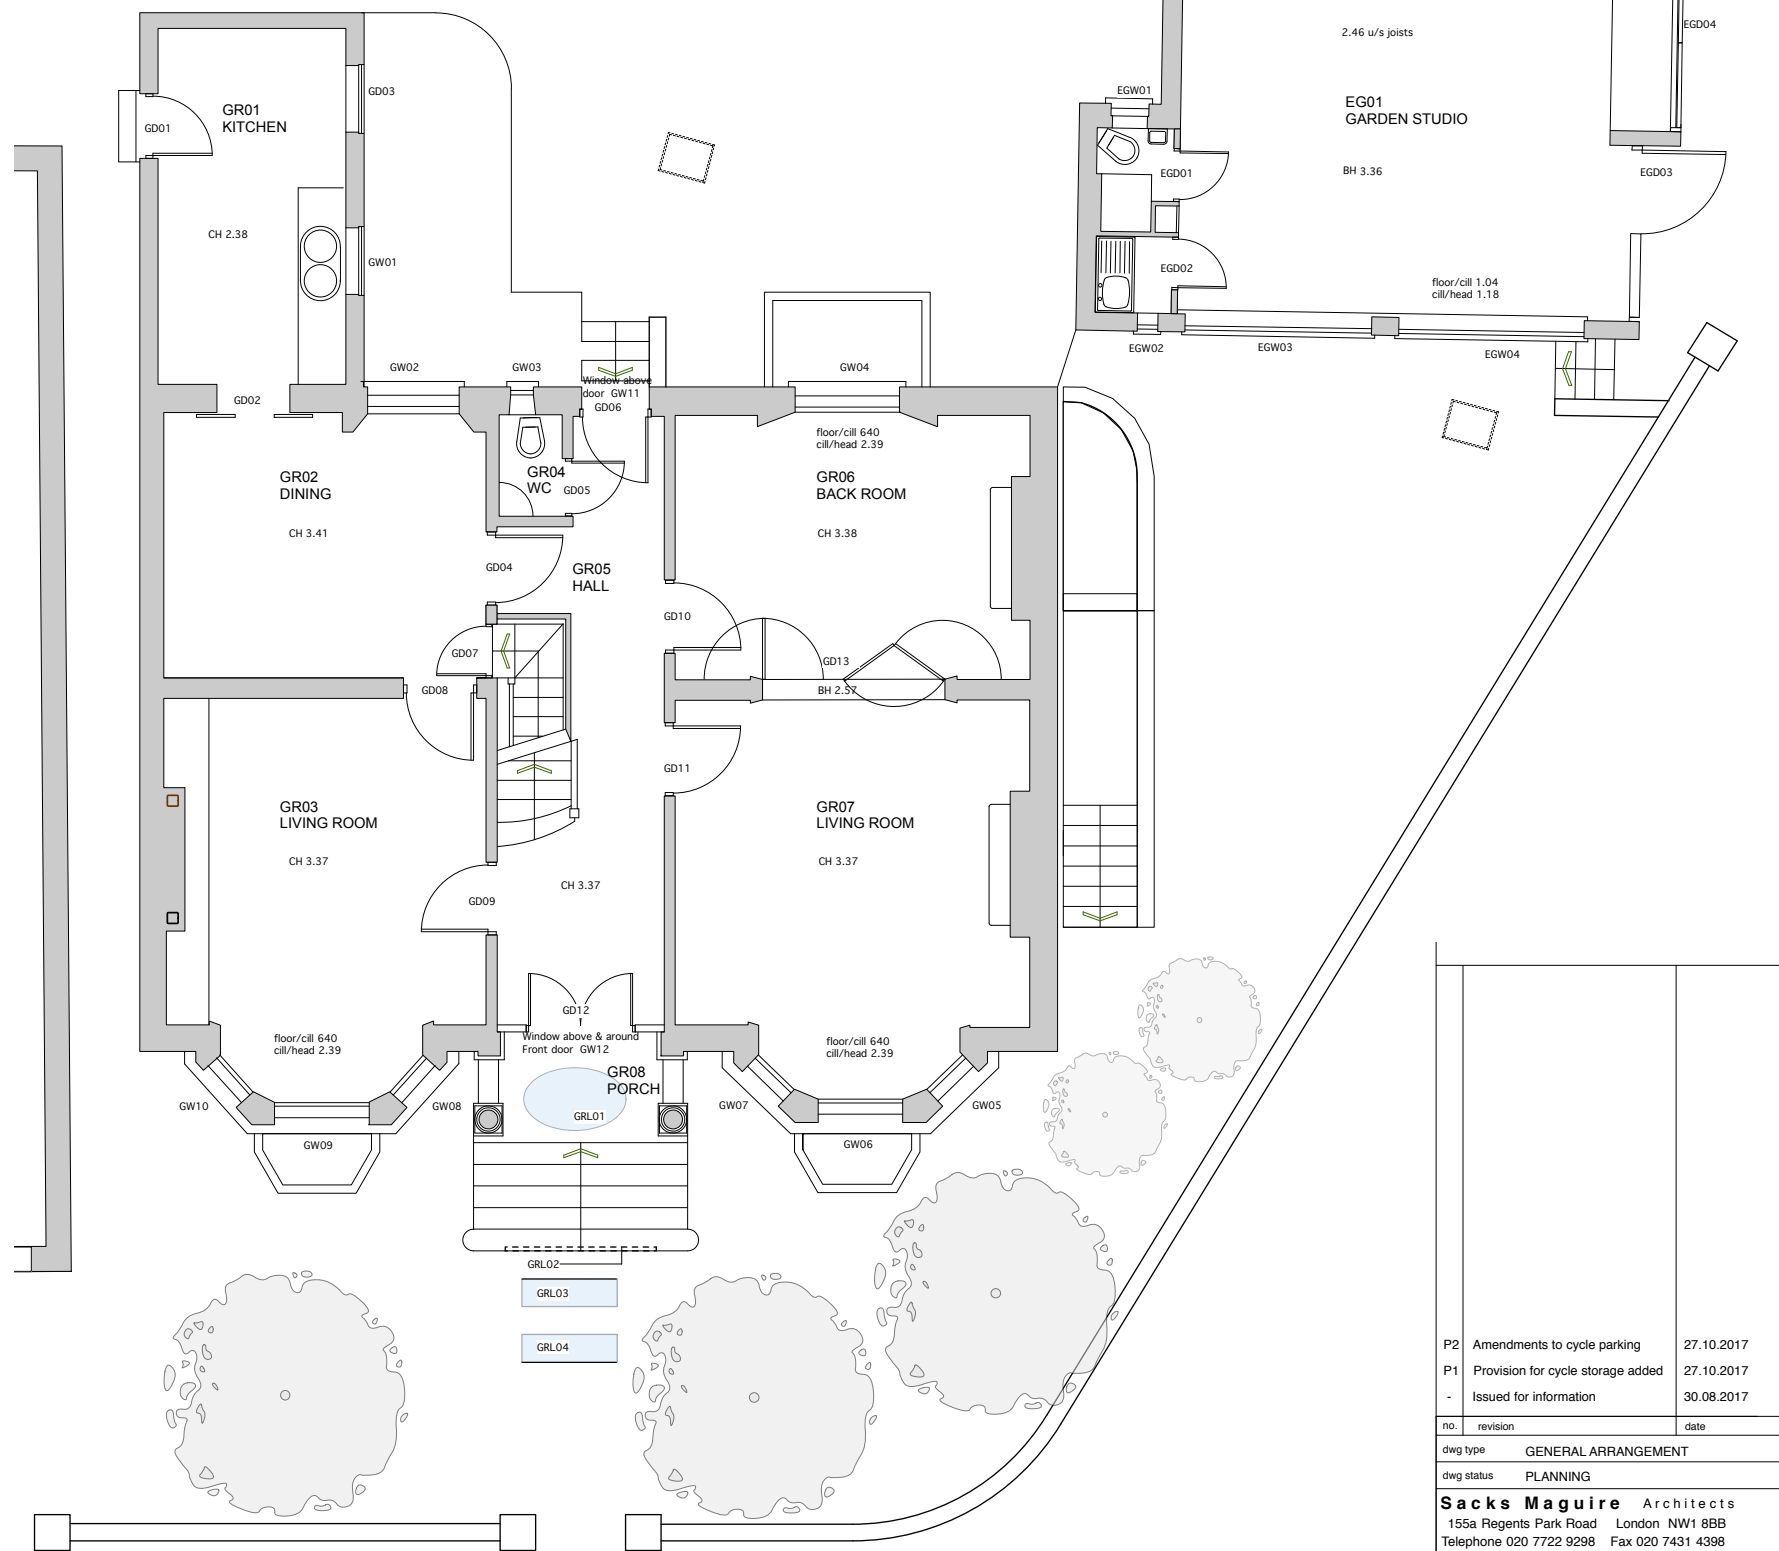 2.46 u/s joists
EGD04
GD03
EGW01
EG01
GARDEN STUDIO
GR01
KITCHEN
GD01
BH 3.36
EGD01
EGD03
CH 2.38
GW01
EGD02
floor/cill 1.04
cill/head 1.18
EGW02
EGW03
EGW04
GW02
GW03
GW04
Window above
door GW11
GD06
GD02
floor/cill 640
cill/head 2.39
GR02
DINING
GR04
WC
GD05
GR06
BACK ROOM
CH 3.41
CH 3.38
GD04
GR05
HALL
GD10
GD07
GD13
GD08
BH 2.57
GD11
GR03
LIVING ROOM
GR07
LIVING ROOM
CH 3.37
CH 3.37
CH 3.37
GD09
GD12
Window above & around
Front door GW12
floor/cill 640
cill/head 2.39
floor/cill 640
cill/head 2.39
GR08
PORCH
GRL01
GW10
GW08
GW07
GW05
GW09
GW06
GRL02
GRL03
GRL04
P2 Amendments to cycle parking 27.10.2017
P1 Provision for cycle storage added 27.10.2017
- Issued for information 30.08.2017
no. revision date
dwg type GENERAL ARRANGEMENT
dwg status PLANNING
Sacks Maguire Architects
155a Regents Park Road London NW1 8BB
Telephone 020 7722 9298 Fax 020 7431 4398